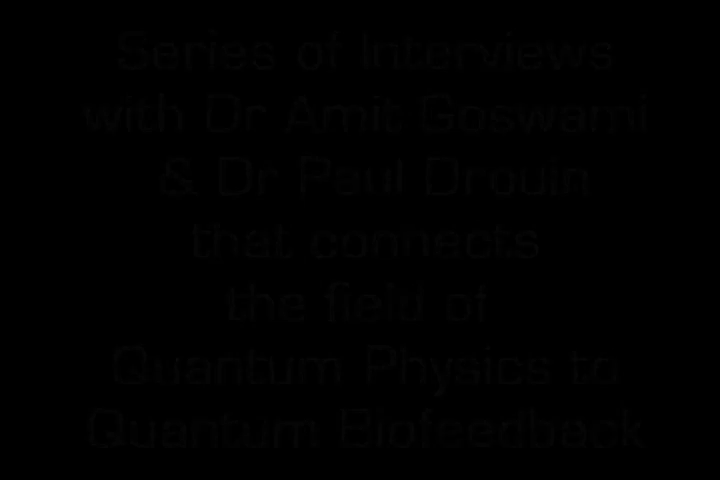 Series of Interviews
with Dr Amit Goswami
& Dr Paul Drouin
that connects
the field of
Quantum Physics to
Quantum Biofeedback